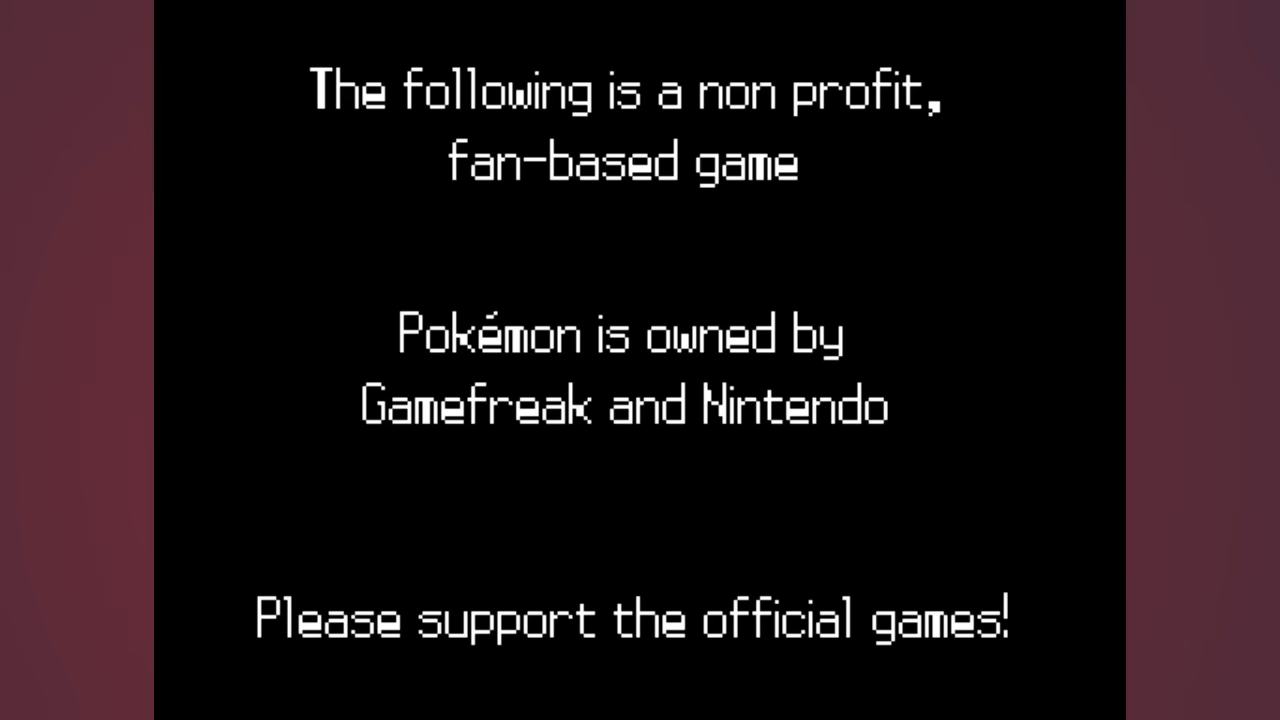 The following is a non profit,
fan-based game
Pokémon is owned by
Gamefreak and Nintendo
Please support the official games!